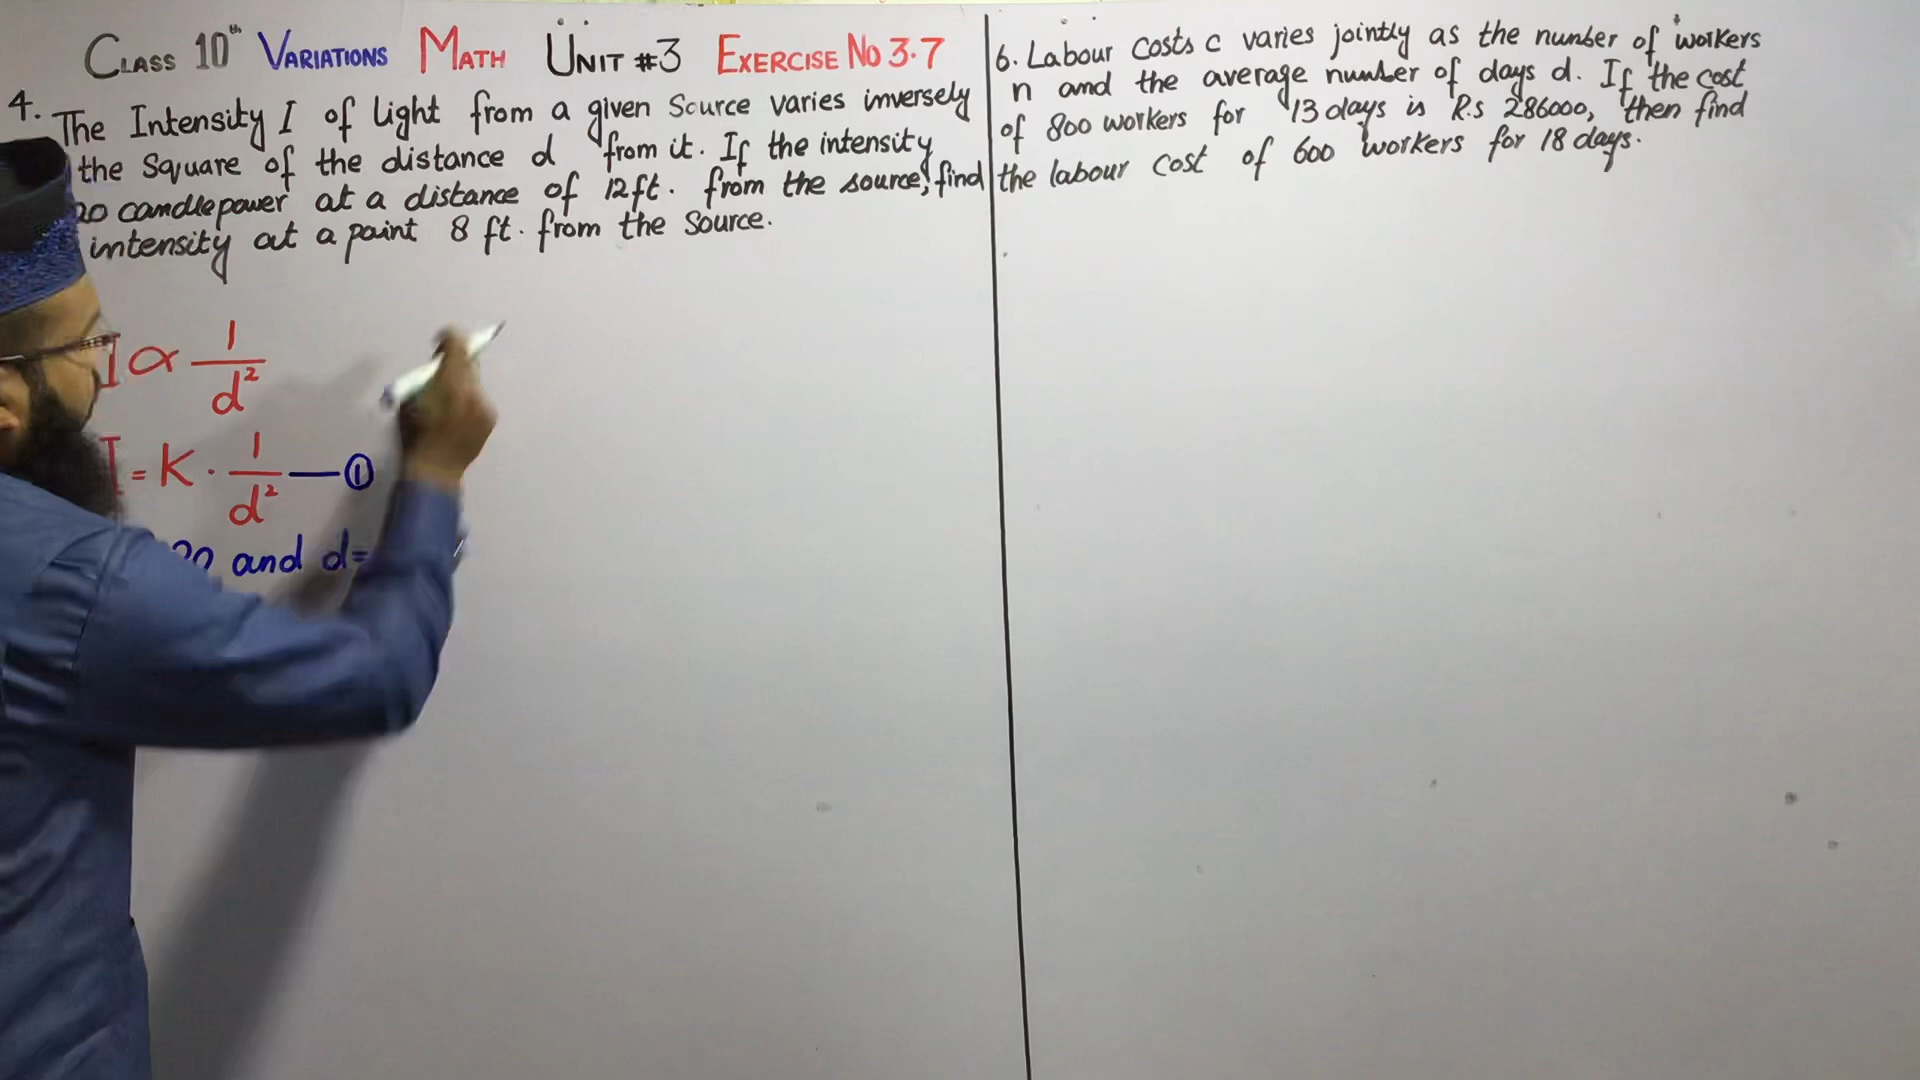 CLASS 10th VARIATIONS MATH UNIT #3 EXERCISE NO 3.7
4. The Intensity I of light from a given Source varies inversely
the Square of the distance d from it. If the intensity
20 candlepower at a distance of 12ft. from the source, find
intensity at a point 8 ft. from the Source.
I ∝ 1/d²
I = K · 1/d² — ①
and d=
6. Labour costs c varies jointly as the number of workers
n and the average number of days d. If the cost
of 800 workers for 13 days is R.s 286000, then find
the labour cost of 600 workers for 18 days.